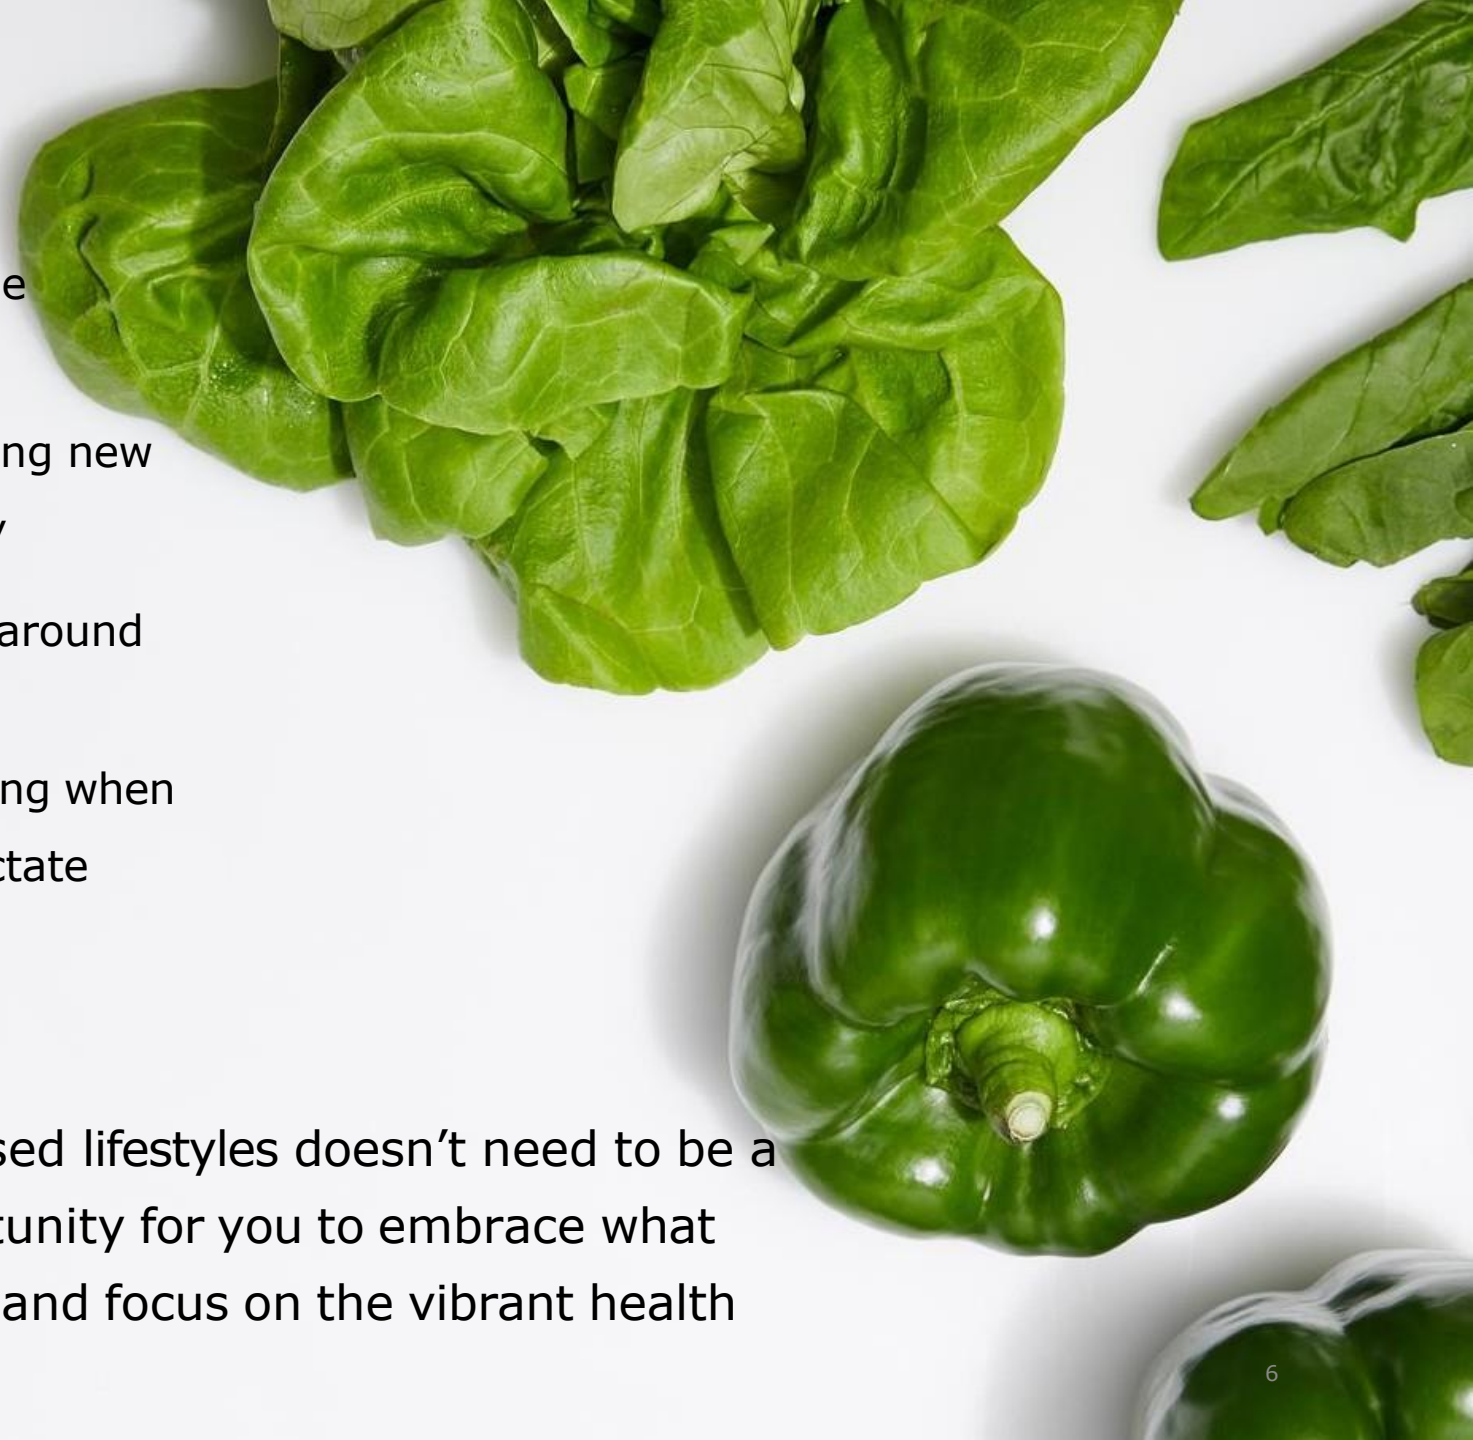 e
ng new
y
around
ng when
ctate
sed lifestyles doesn’t need to be a
tunity for you to embrace what
and focus on the vibrant health
6